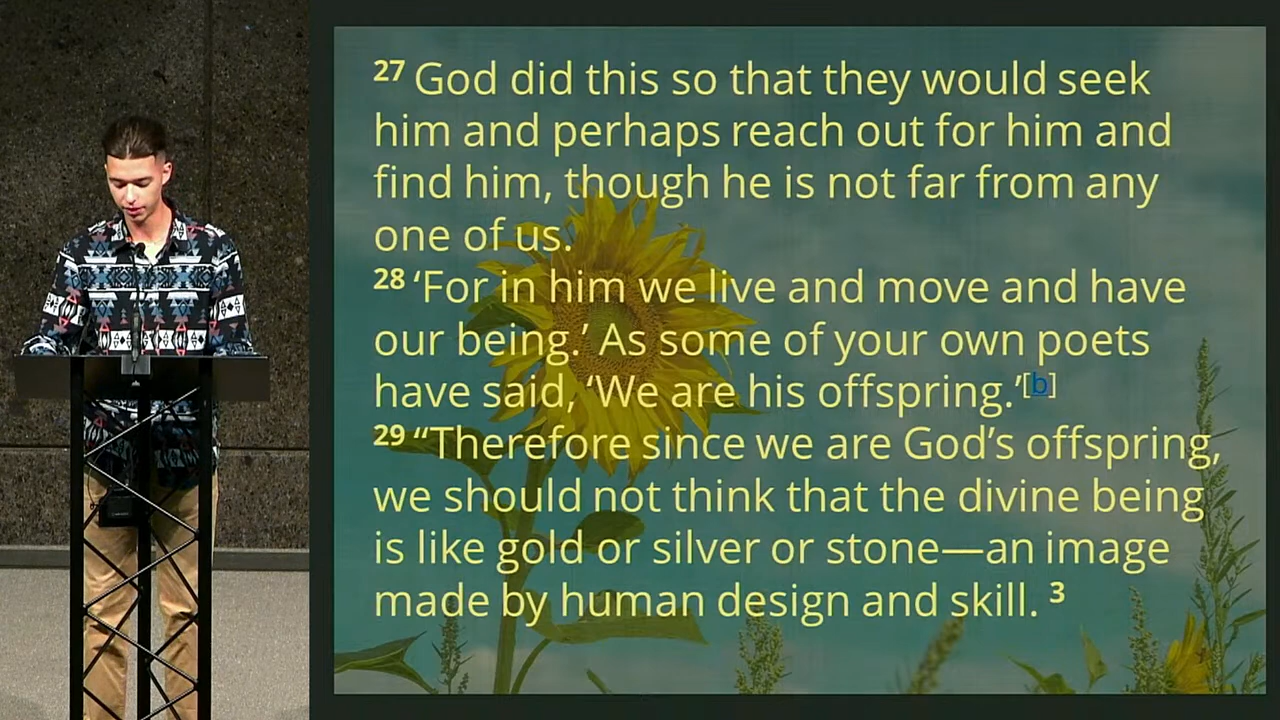 27 God did this so that they would seek
him and perhaps reach out for him and
find him, though he is not far from any
one of us.
28 ‘For in him we live and move and have
our being.’ As some of your own poets
have said, ‘We are his offspring.’[b]
29 “Therefore since we are God’s offspring,
we should not think that the divine being
is like gold or silver or stone—an image
made by human design and skill. 3